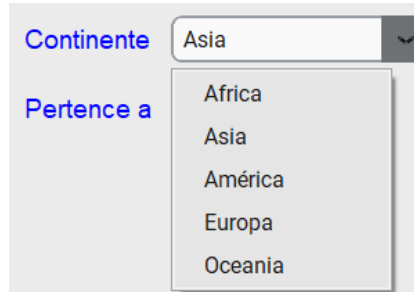 Continente Asia
Africa
Pertence a
Asia
América
Europa
Oceania